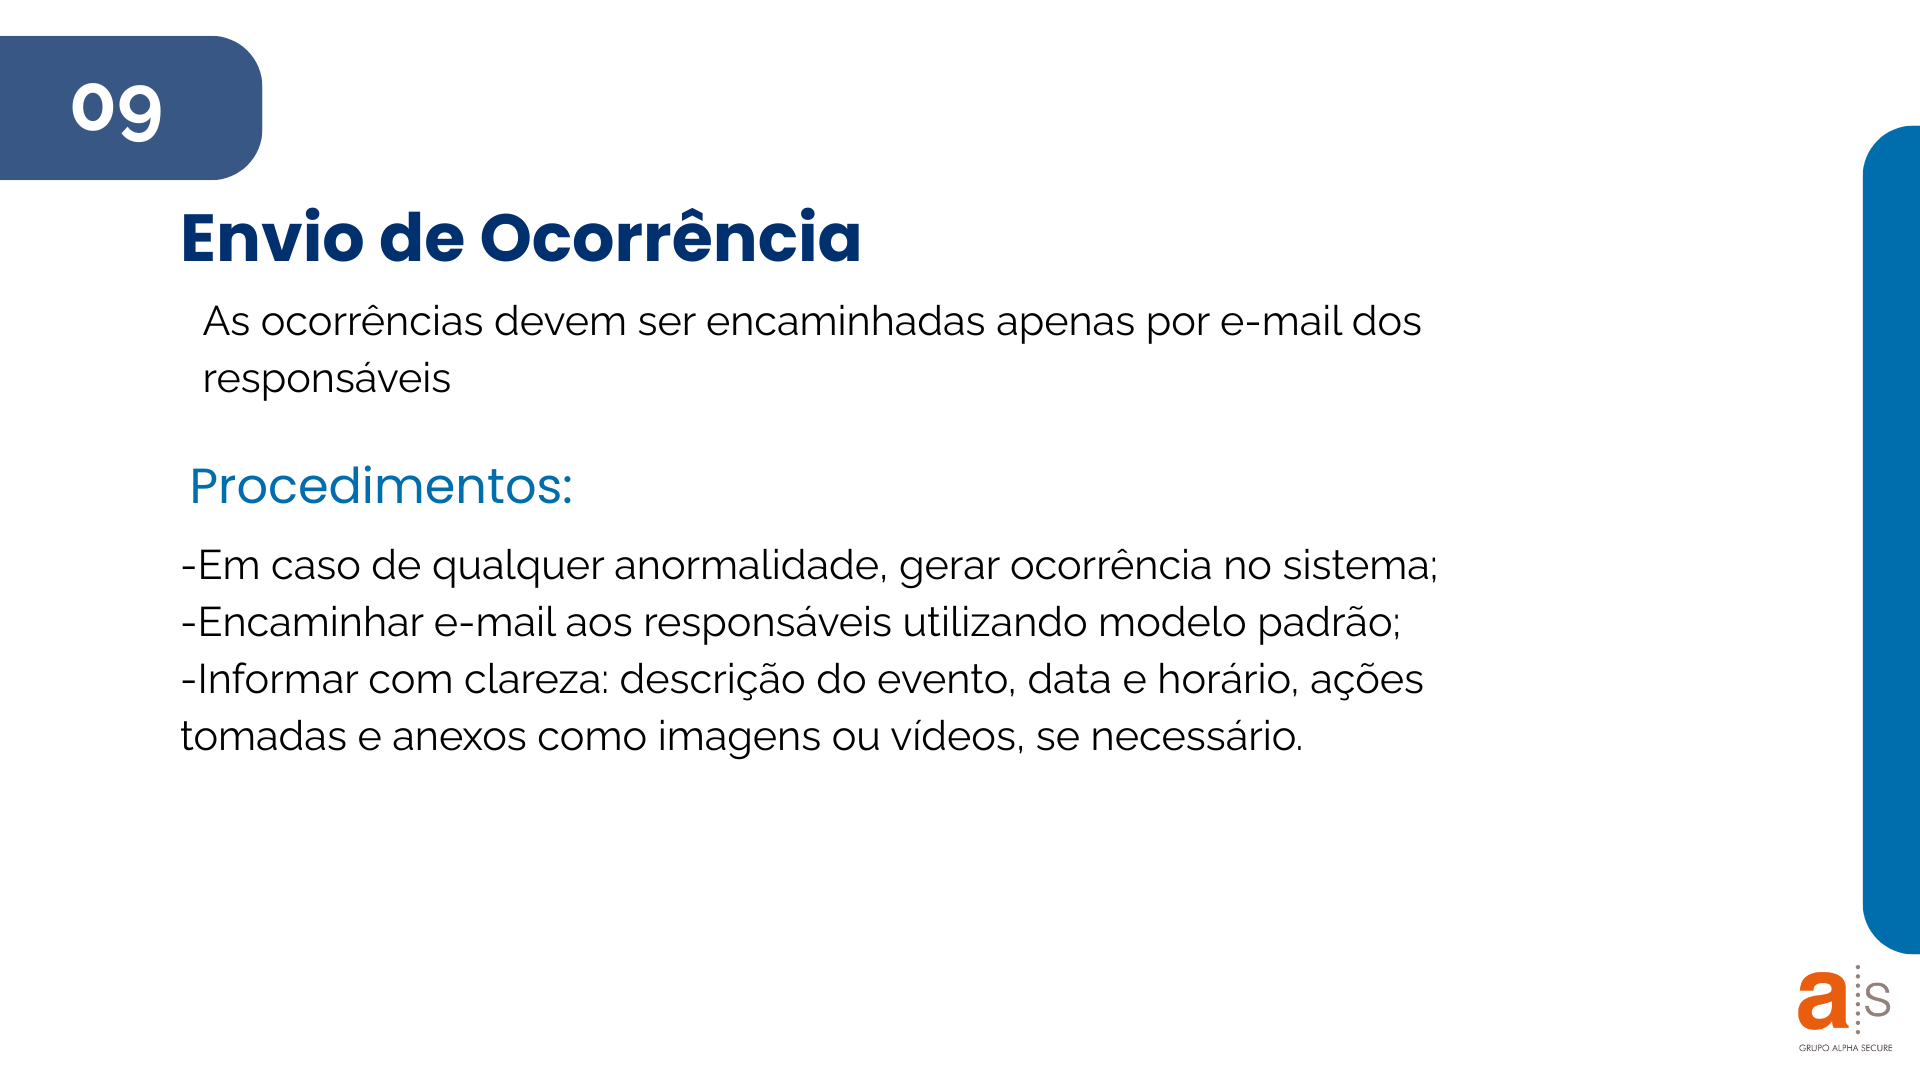 09
Envio de Ocorrência
As ocorrências devem ser encaminhadas apenas por e-mail dos
responsáveis
Procedimentos:
-Em caso de qualquer anormalidade, gerar ocorrência no sistema;
-Encaminhar e-mail aos responsáveis utilizando modelo padrão;
-Informar com clareza: descrição do evento, data e horário, ações
tomadas e anexos como imagens ou vídeos, se necessário.
a s
GRUPO ALPHA SECURE